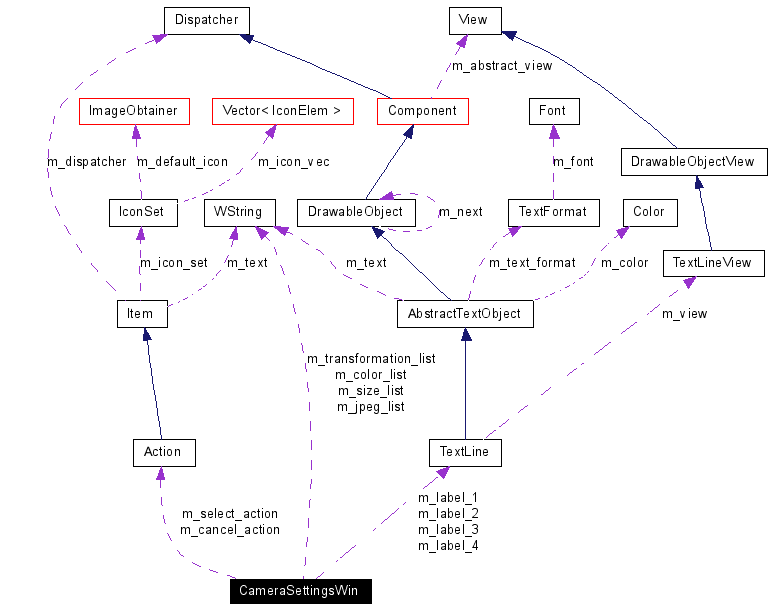 Dispatcher
View
m_abstract_view
ImageObtainer
Vector< IconElem >
Component
Font
m_dispatcher
m_default_icon
m_icon_vec
m_font
DrawableObjectView
IconSet
WString
DrawableObject
m_next
TextFormat
Color
m_icon_set
m_text
m_text
m_text_format
m_color
TextLineView
Item
AbstractTextObject
m_view
m_transformation_list
m_color_list
m_size_list
m_jpeg_list
Action
TextLine
m_select_action
m_cancel_action
m_label_1
m_label_2
m_label_3
m_label_4
CameraSettingsWin